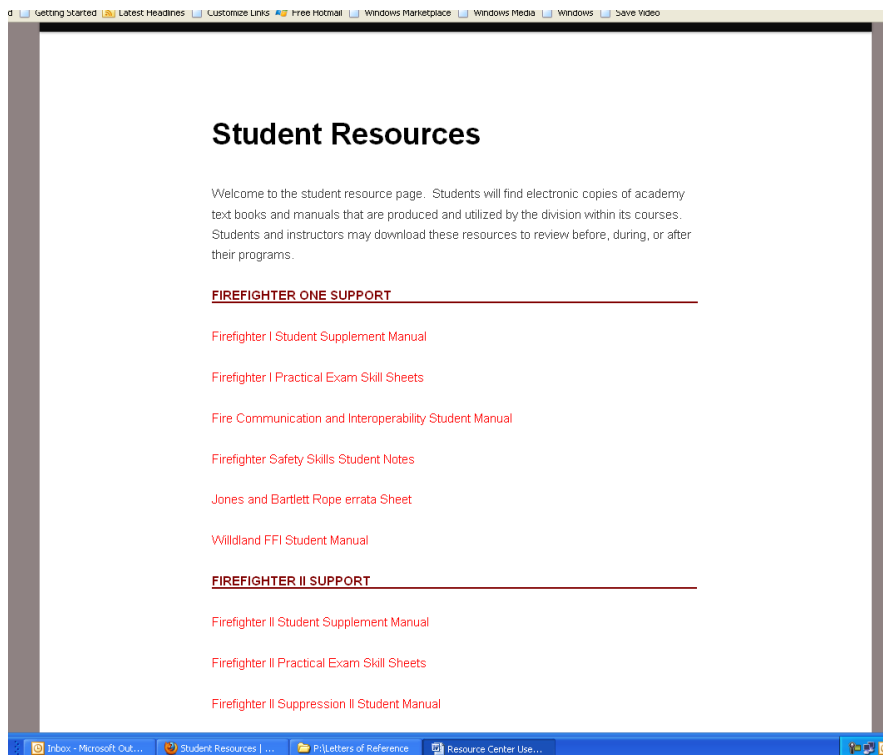 d Getting Started Latest Headlines Customize Links Free Hotmail Windows Marketplace Windows Media Windows Save Video
Student Resources
Welcome to the student resource page. Students will find electronic copies of academy
text books and manuals that are produced and utilized by the division within its courses.
Students and instructors may download these resources to review before, during, or after
their programs.
FIREFIGHTER ONE SUPPORT
Firefighter I Student Supplement Manual
Firefighter I Practical Exam Skill Sheets
Fire Communication and Interoperability Student Manual
Firefighter Safety Skills Student Notes
Jones and Bartlett Rope errata Sheet
Willdland FFI Student Manual
FIREFIGHTER II SUPPORT
Firefighter II Student Supplement Manual
Firefighter II Practical Exam Skill Sheets
Firefighter II Suppression II Student Manual
Inbox - Microsoft Out... Student Resources | ... P:\Letters of Reference Resource Center Use...